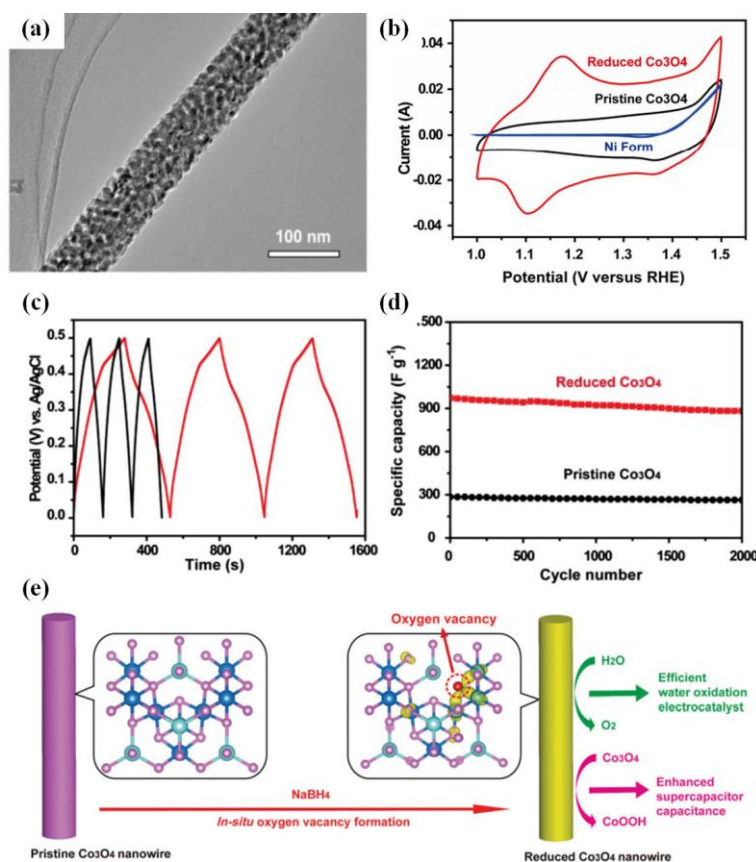 (a)
100 nm
(b)
Reduced Co3O4
Pristine Co3O4
Ni Form
0.04
0.02
0.00
-0.02
-0.04
Current (A)
1.0 1.1 1.2 1.3 1.4 1.5
Potential (V versus RHE)
(c)
0.5
0.4
0.3
0.2
0.1
0.0
Potential (V) vs. Ag/AgCl
0 400 800 1200 1600
Time (s)
(d)
.500
1200
900
600
300
0
Specific capacity (F g⁻¹)
Reduced Co₃O₄
Pristine Co₃O₄
0 500 1000 1500 2000
Cycle number
(e)
Oxygen vacancy
H2O
Efficient
water oxidation
electrocatalyst
O2
Co3O4
Enhanced
supercapacitor
capacitance
CoOOH
NaBH4
In-situ oxygen vacancy formation
Pristine Co3O4 nanowire
Reduced Co3O4 nanowire